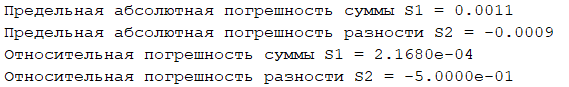 Предельная абсолютная погрешность суммы S1 = 0.0011
Предельная абсолютная погрешность разности S2 = -0.0009
Относительная погрешность суммы S1 = 2.1680e-04
Относительная погрешность разности S2 = -5.0000e-01